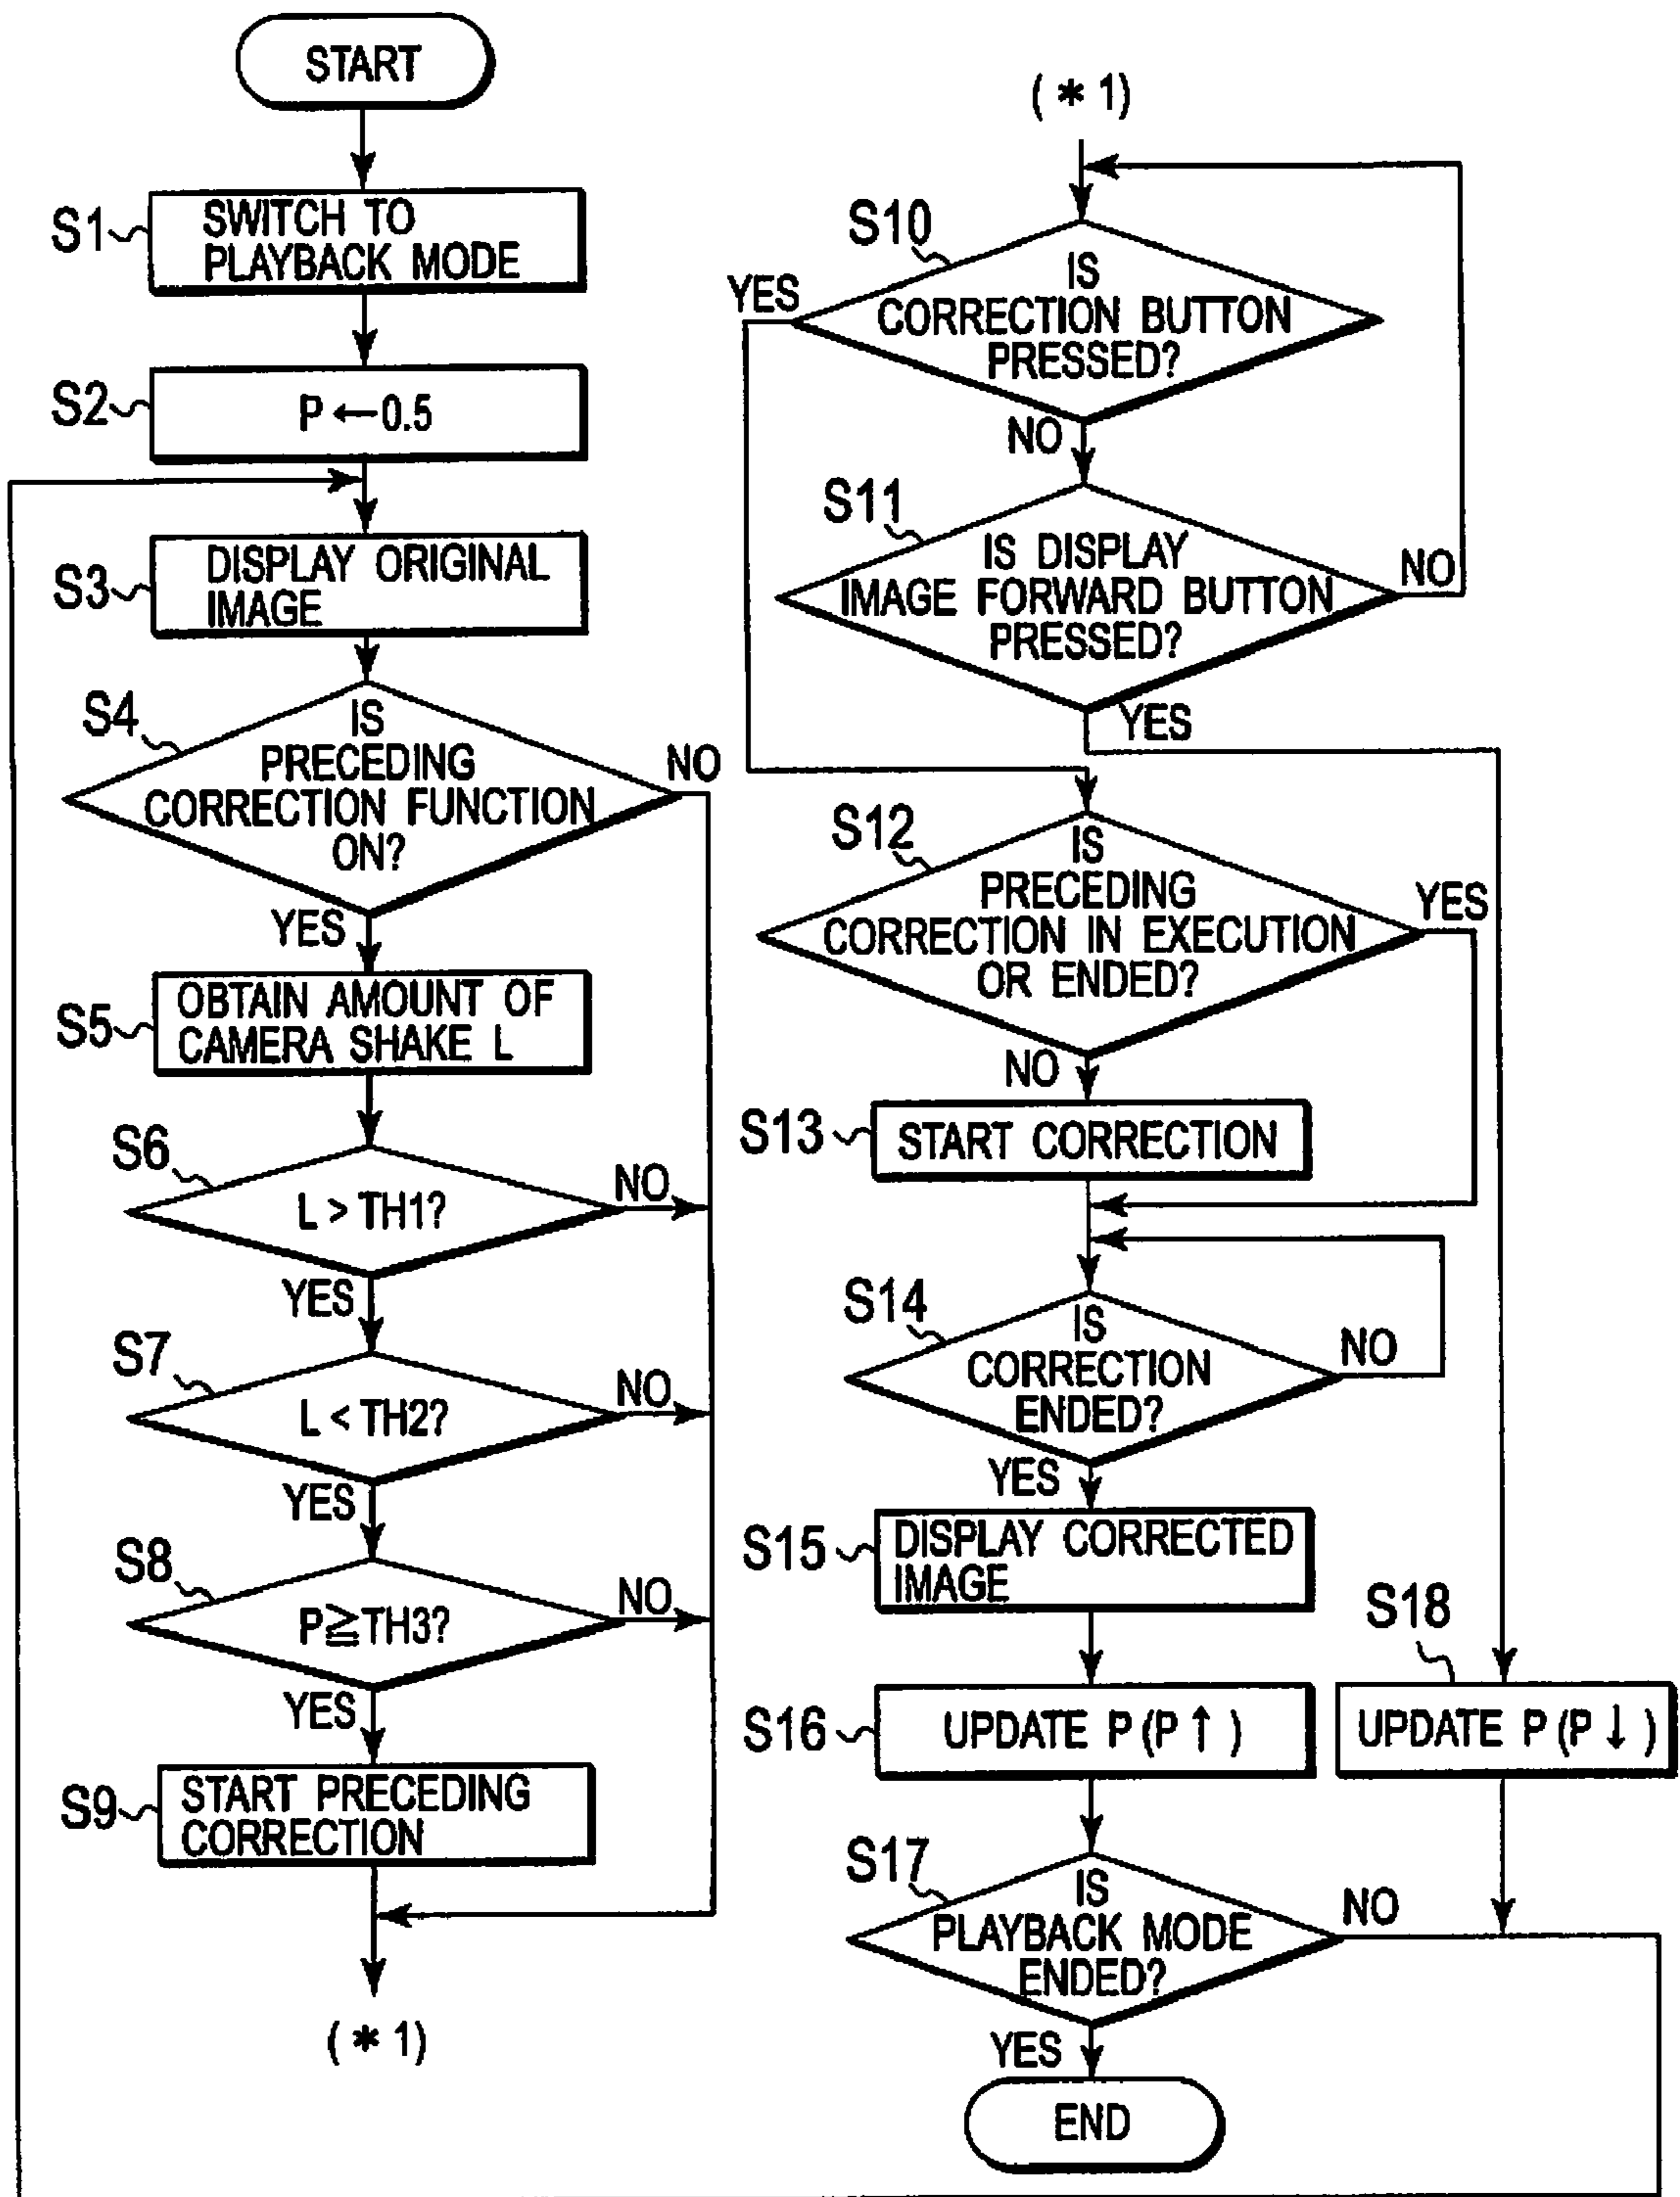 START
S1
SWITCH TO
PLAYBACK MODE
S2
P←0.5
S3
DISPLAY ORIGINAL
IMAGE
S4
IS
PRECEDING
CORRECTION FUNCTION
ON?
NO
YES
S5
OBTAIN AMOUNT OF
CAMERA SHAKE L
S6
L > TH1?
NO
YES
S7
L < TH2?
NO
YES
S8
P≧TH3?
NO
YES
S9
START PRECEDING
CORRECTION
(＊1)
(＊1)
S10
IS
CORRECTION BUTTON
PRESSED?
YES
NO
S11
IS DISPLAY
IMAGE FORWARD BUTTON
PRESSED?
NO
YES
S12
IS
PRECEDING
CORRECTION IN EXECUTION
OR ENDED?
YES
NO
S13
START CORRECTION
S14
IS
CORRECTION
ENDED?
NO
YES
S15
DISPLAY CORRECTED
IMAGE
S16
UPDATE P (P↑)
S18
UPDATE P (P↓)
S17
IS
PLAYBACK MODE
ENDED?
NO
YES
END